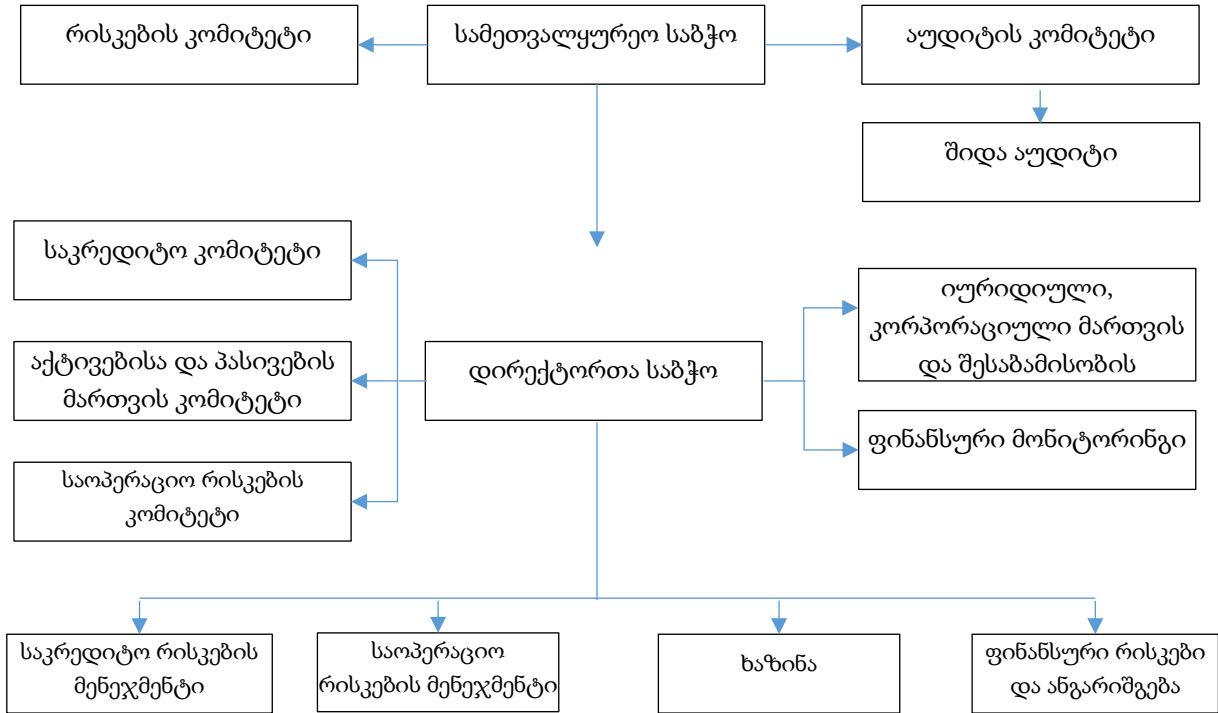 რისკების კომიტეტი
სამეთვალყურეო საბჭო
აუდიტის კომიტეტი
შიდა აუდიტი
საკრედიტო კომიტეტი
იურიდიული,
კორპორაციული მართვის
და შესაბამისობის
აქტივებისა და პასივების
მართვის კომიტეტი
დირექტორთა საბჭო
ფინანსური მონიტორინგი
საოპერაციო რისკების
კომიტეტი
საკრედიტო რისკების
მენეჯმენტი
საოპერაციო
რისკების მენეჯმენტი
ხაზინა
ფინანსური რისკები
და ანგარიშგება